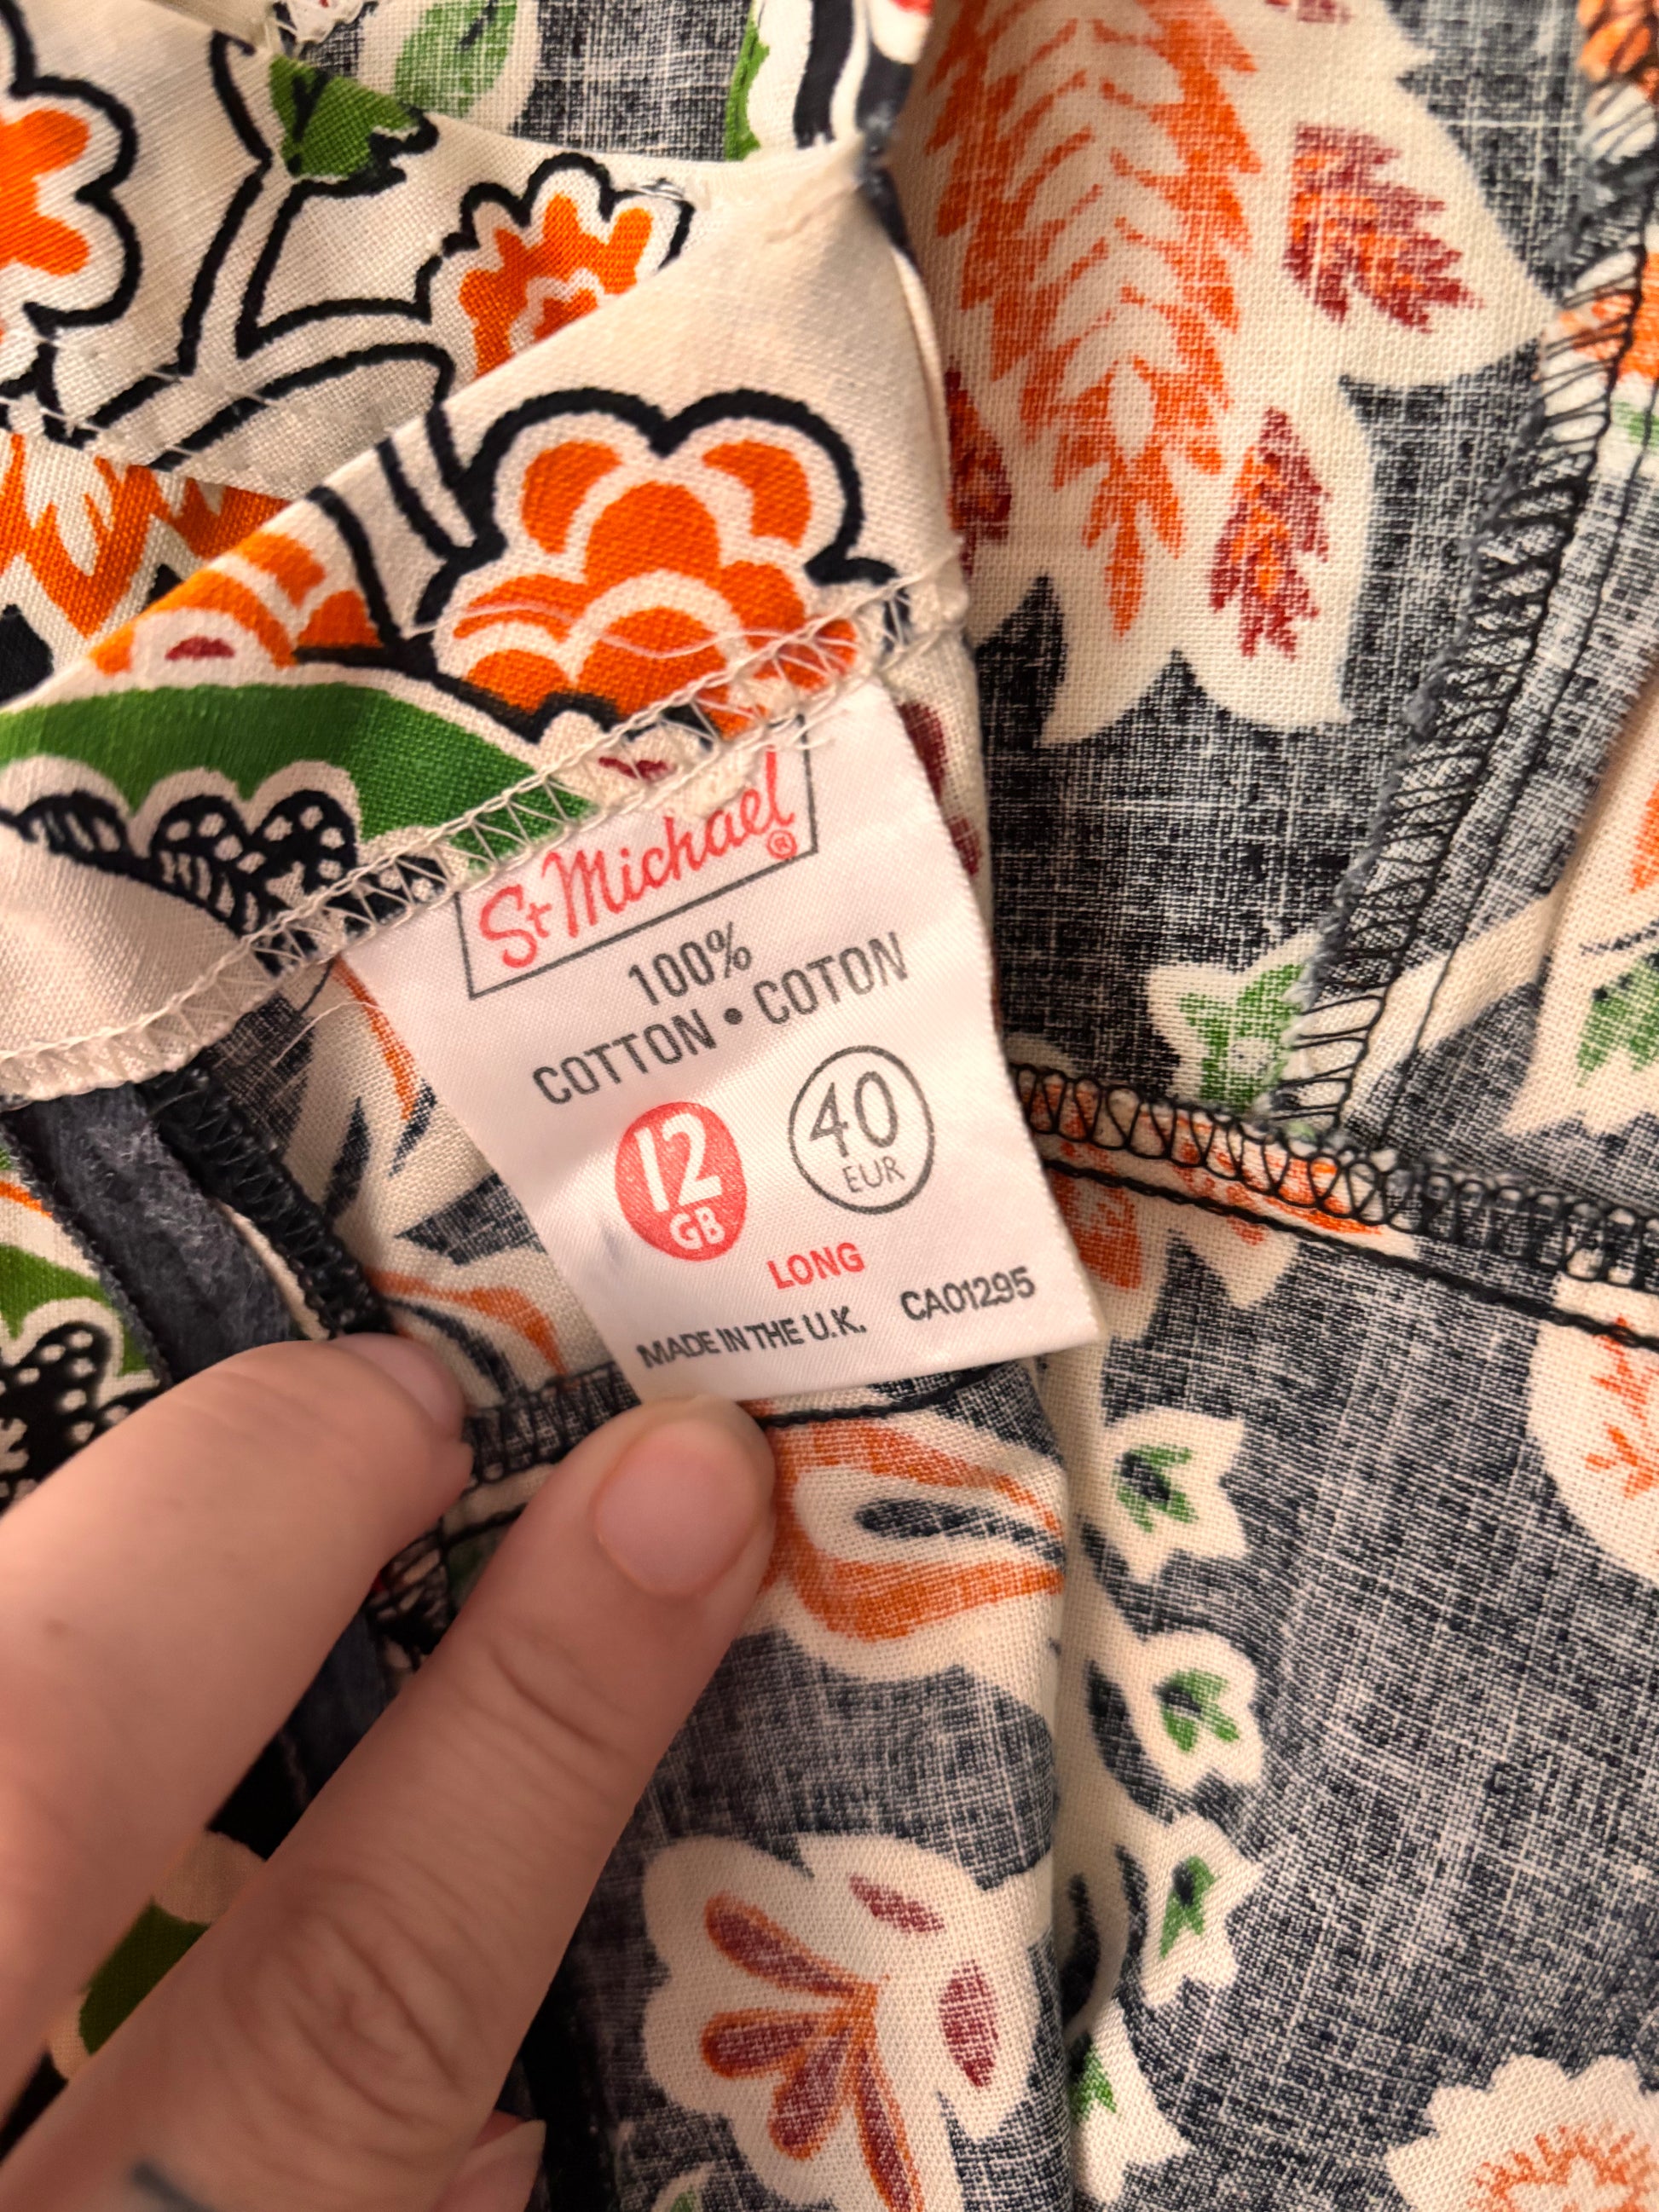 St Michael®
100%
COTTON • COTON
12 GB
40 EUR
LONG
MADE IN THE U.K. CA01295